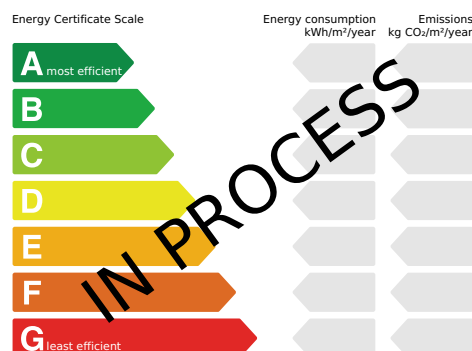 Energy Certificate Scale
Energy consumption
kWh/m²/year
Emissions
kg CO₂/m²/year
A most efficient
B
C
D
E
F
G least efficient
IN PROCESS